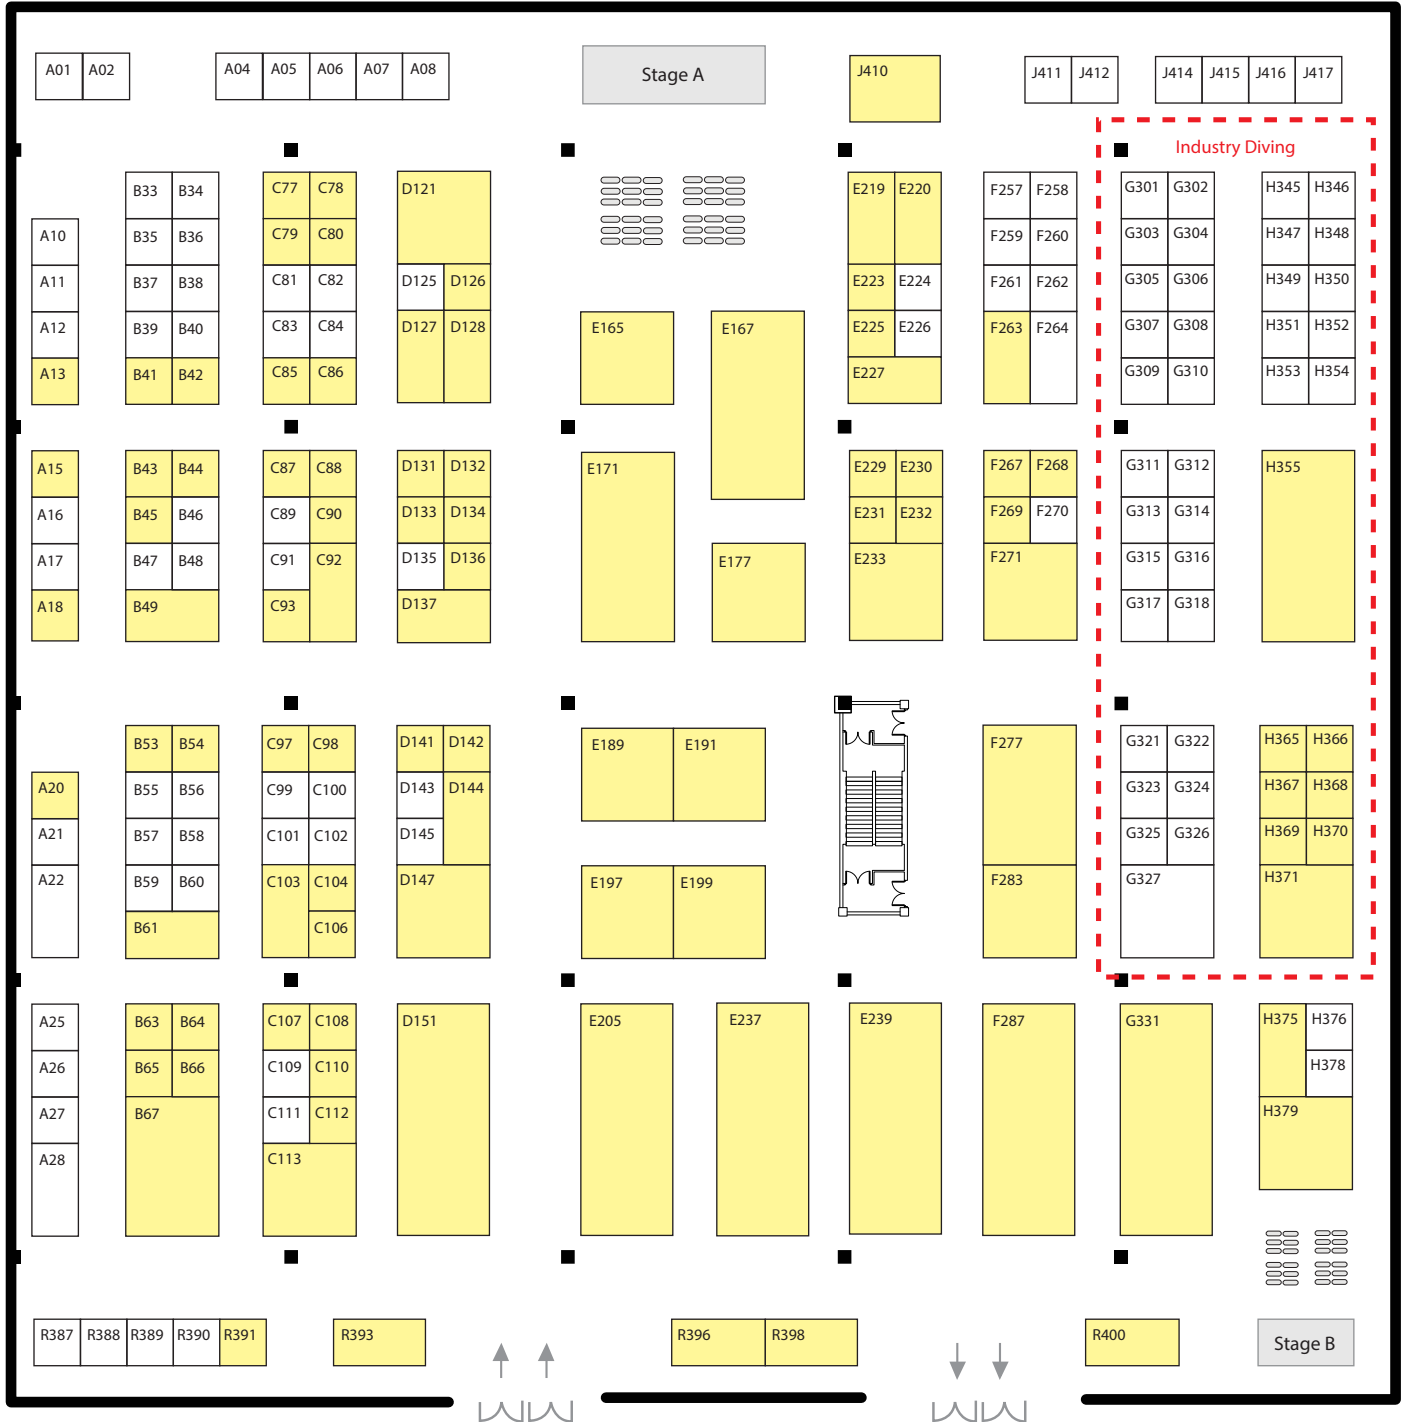 A01 A02 A04 A05 A06 A07 A08 Stage A J410 J411 J412 J414 J415 J416 J417
Industry Diving
B33 B34 C77 C78 D121 E219 E220 F257 F258 G301 G302 H345 H346
A10 B35 B36 C79 C80 F259 F260 G303 G304 H347 H348
A11 B37 B38 C81 C82 D125 D126 E223 E224 F261 F262 G305 G306 H349 H350
A12 B39 B40 C83 C84 D127 D128 E165 E167 E225 E226 F263 F264 G307 G308 H351 H352
A13 B41 B42 C85 C86 E227 G309 G310 H353 H354
A15 B43 B44 C87 C88 D131 D132 E171 E229 E230 F267 F268 G311 G312 H355
A16 B45 B46 C89 C90 D133 D134 E231 E232 F269 F270 G313 G314
A17 B47 B48 C91 C92 D135 D136 E177 E233 F271 G315 G316
A18 B49 C93 D137 G317 G318
B53 B54 C97 C98 D141 D142 E189 E191 F277 G321 G322 H365 H366
A20 B55 B56 C99 C100 D143 D144 G323 G324 H367 H368
A21 B57 B58 C101 C102 D145 G325 G326 H369 H370
A22 B59 B60 C103 C104 D147 E197 E199 F283 G327 H371
B61 C106
A25 B63 B64 C107 C108 D151 E205 E237 E239 F287 G331 H375 H376
A26 B65 B66 C109 C110 H378
A27 B67 C111 C112 H379
A28 C113
R387 R388 R389 R390 R391 R393 R396 R398 R400 Stage B